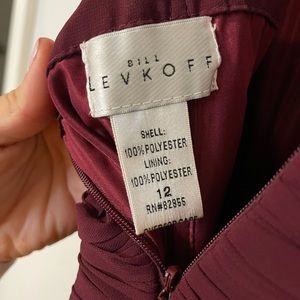 BILL
LEVKOFF
SHELL:
100%POLYESTER
LINING:
100%POLYESTER
12
RN#82955